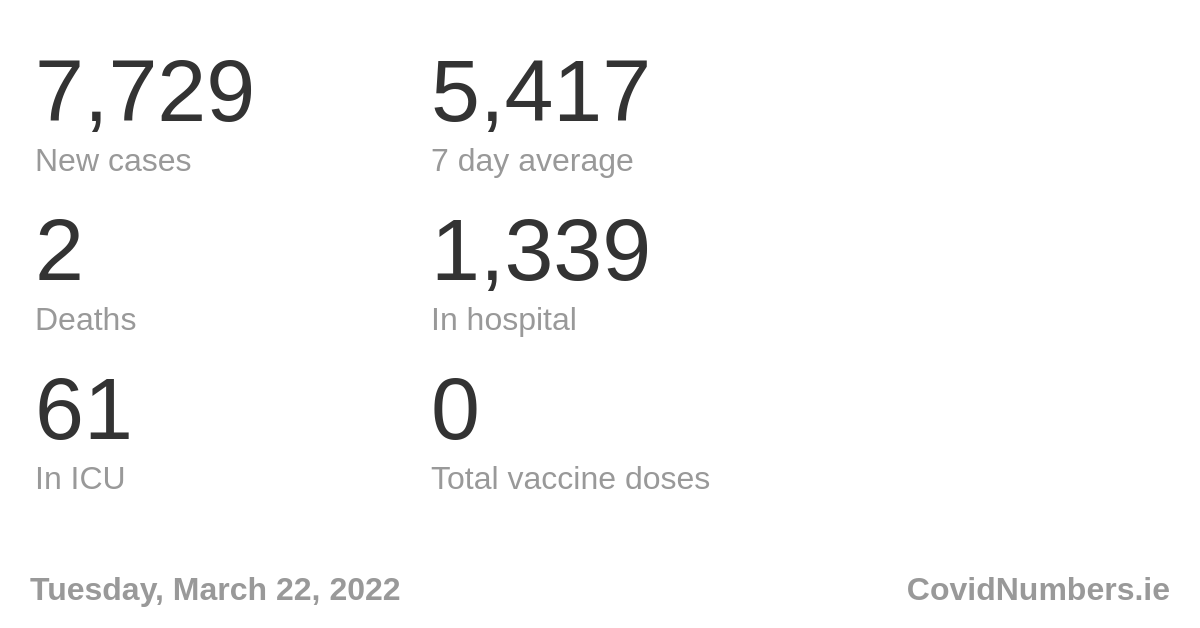 7,729 5,417
New cases 7 day average
2 1,339
Deaths In hospital
61 0
In ICU Total vaccine doses
Tuesday, March 22, 2022 CovidNumbers.ie